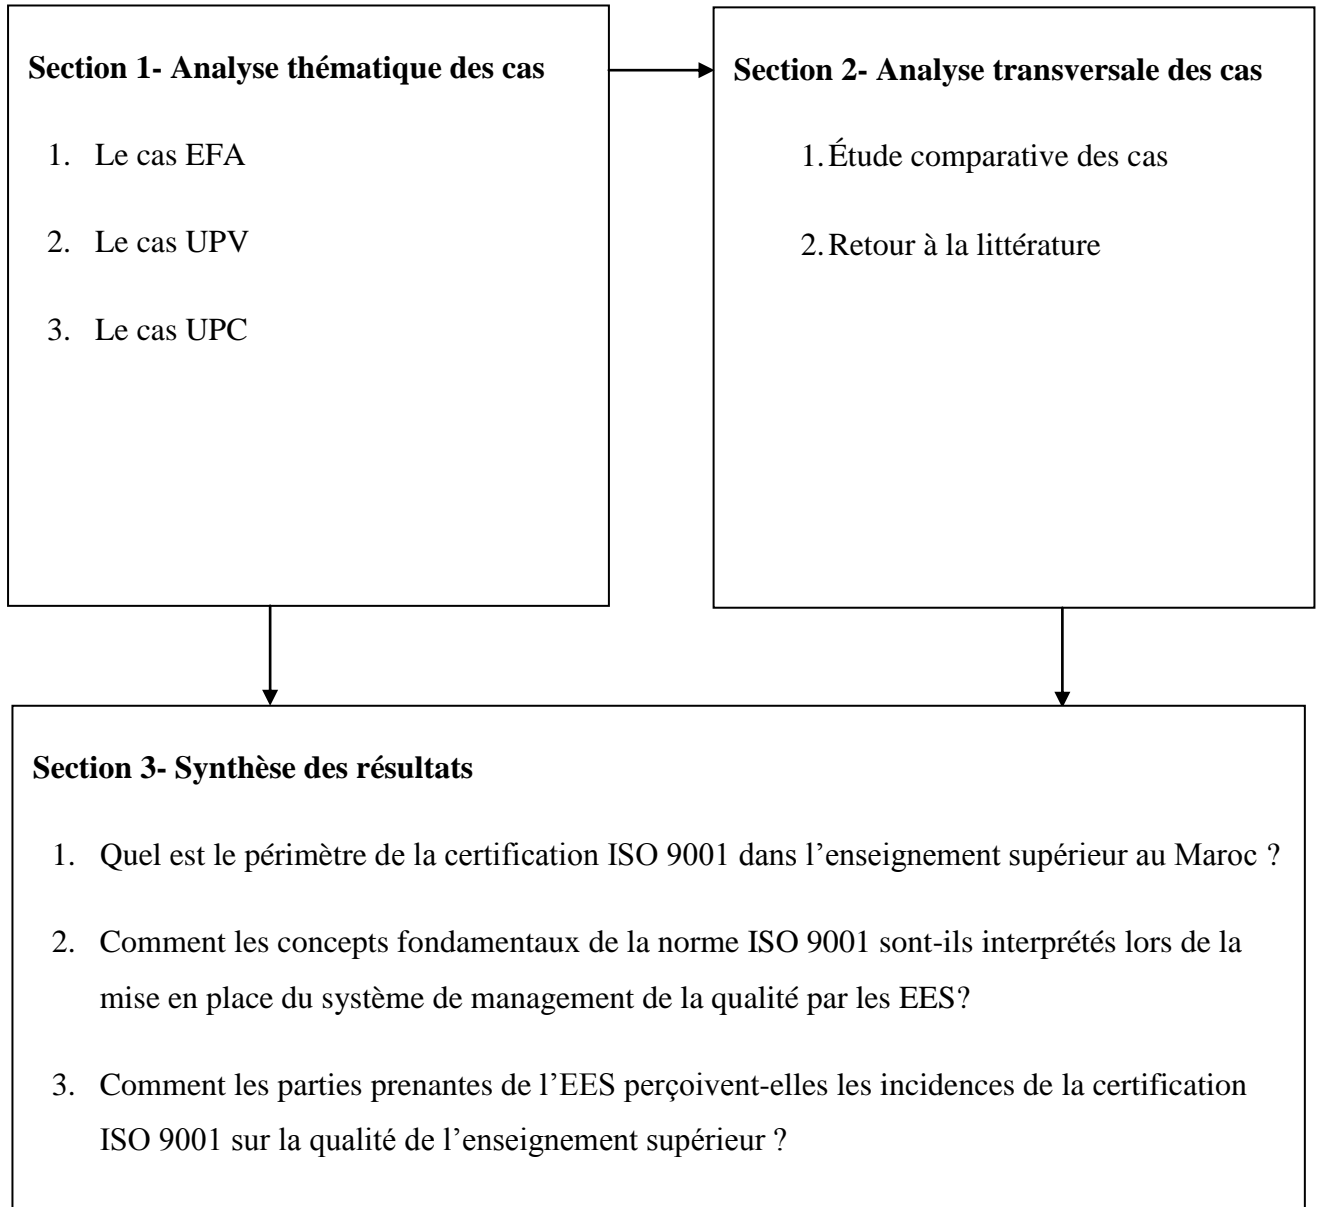 Section 1- Analyse thématique des cas
1. Le cas EFA
2. Le cas UPV
3. Le cas UPC
Section 2- Analyse transversale des cas
1. Étude comparative des cas
2. Retour à la littérature
Section 3- Synthèse des résultats
1. Quel est le périmètre de la certification ISO 9001 dans l’enseignement supérieur au Maroc ?
2. Comment les concepts fondamentaux de la norme ISO 9001 sont-ils interprétés lors de la
mise en place du système de management de la qualité par les EES?
3. Comment les parties prenantes de l’EES perçoivent-elles les incidences de la certification
ISO 9001 sur la qualité de l’enseignement supérieur ?